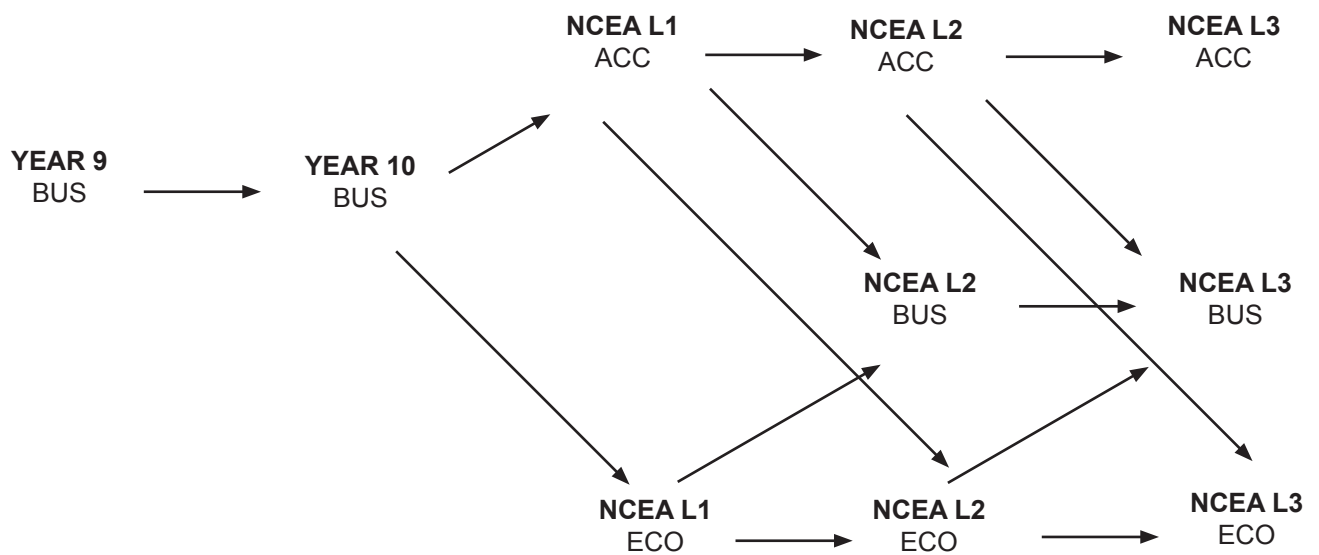 NCEA L1
ACC
NCEA L2
ACC
NCEA L3
ACC
YEAR 9
BUS
YEAR 10
BUS
NCEA L2
BUS
NCEA L3
BUS
NCEA L1
ECO
NCEA L2
ECO
NCEA L3
ECO